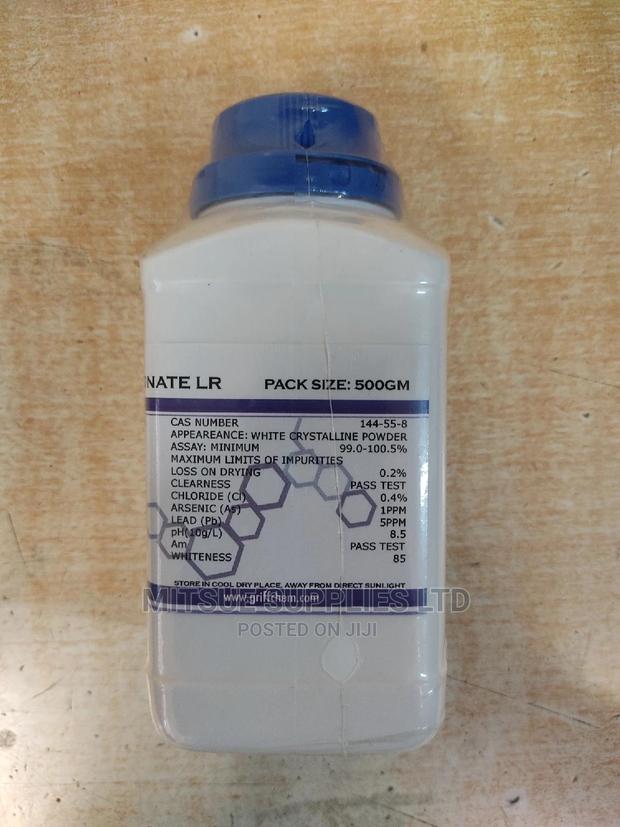 NATE LR PACK SIZE: 500GM
CAS NUMBER 144-55-8
APPEAREANCE: WHITE CRYSTALLINE POWDER
ASSAY: MINIMUM 99.0-100.5%
MAXIMUM LIMITS OF IMPURITIES
LOSS ON DRYING 0.2%
CLEARNESS PASS TEST
CHLORIDE (Cl) 0.4%
ARSENIC (As) 1PPM
LEAD (Pb) 5PPM
pH(10g/L) 8.5
Am PASS TEST
WHITENESS 85
STORE IN COOL DRY PLACE, AWAY FROM DIRECT SUNLIGHT
www.griffchem.com
MITSUE SUPPLIES LTD
POSTED ON JIJI